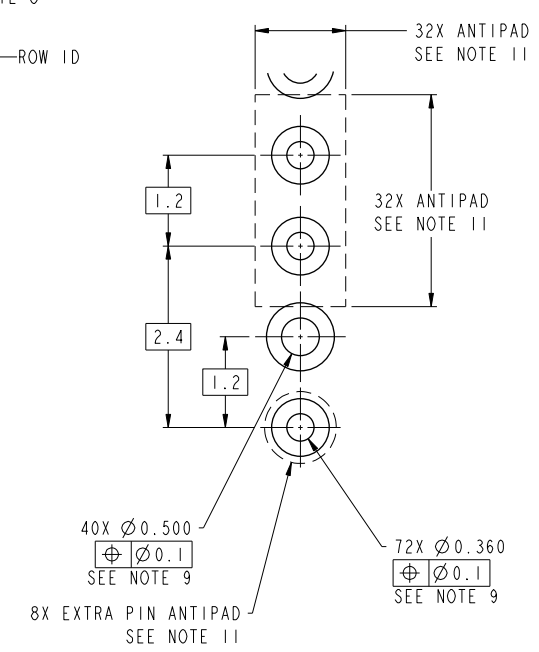 ROW ID
32X ANTIPAD
SEE NOTE 11
32X ANTIPAD
SEE NOTE 11
1.2
2.4
1.2
40X Ø0.500
⌖ Ø0.1
SEE NOTE 9
72X Ø0.360
⌖ Ø0.1
SEE NOTE 9
8X EXTRA PIN ANTIPAD
SEE NOTE 11